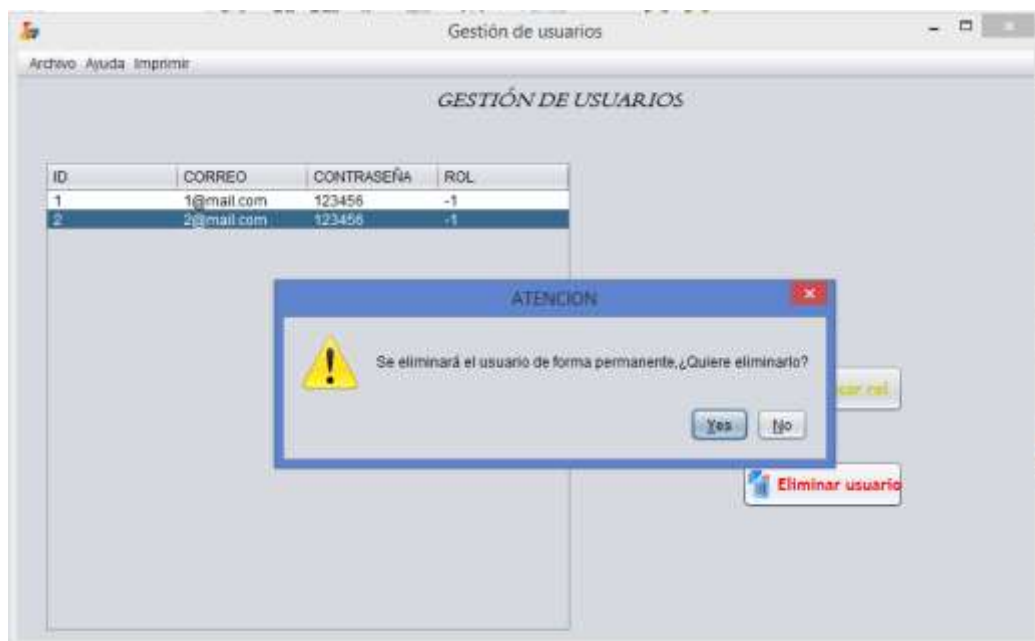 Gestión de usuarios
Archivo Ayuda Imprimir
GESTIÓN DE USUARIOS
ID CORREO CONTRASEÑA ROL
1 1@mail.com 123456 -1
2 2@mail.com 123456 -1
ATENCION
Se eliminará el usuario de forma permanente,¿Quiere eliminarlo?
rol
Yes No
Eliminar usuario